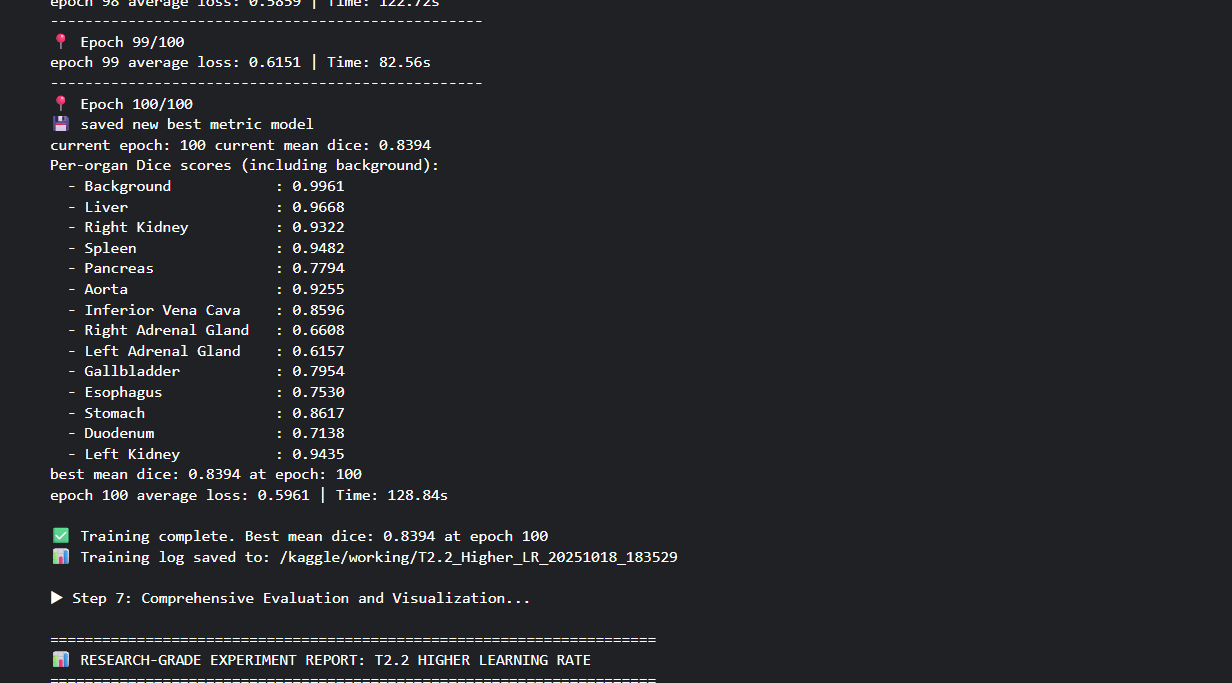 epoch 98 average loss: 0.5859 | Time: 122.72s
--------------------------------------------------
📍 Epoch 99/100
epoch 99 average loss: 0.6151 | Time: 82.56s
--------------------------------------------------
📍 Epoch 100/100
💾 saved new best metric model
current epoch: 100 current mean dice: 0.8394
Per-organ Dice scores (including background):
  - Background            : 0.9961
  - Liver                 : 0.9668
  - Right Kidney          : 0.9322
  - Spleen                : 0.9482
  - Pancreas              : 0.7794
  - Aorta                 : 0.9255
  - Inferior Vena Cava    : 0.8596
  - Right Adrenal Gland   : 0.6608
  - Left Adrenal Gland    : 0.6157
  - Gallbladder           : 0.7954
  - Esophagus             : 0.7530
  - Stomach               : 0.8617
  - Duodenum              : 0.7138
  - Left Kidney           : 0.9435
best mean dice: 0.8394 at epoch: 100
epoch 100 average loss: 0.5961 | Time: 128.84s
✅ Training complete. Best mean dice: 0.8394 at epoch 100
📊 Training log saved to: /kaggle/working/T2.2_Higher_LR_20251018_183529
▶ Step 7: Comprehensive Evaluation and Visualization...
======================================================================
📊 RESEARCH-GRADE EXPERIMENT REPORT: T2.2 HIGHER LEARNING RATE
======================================================================